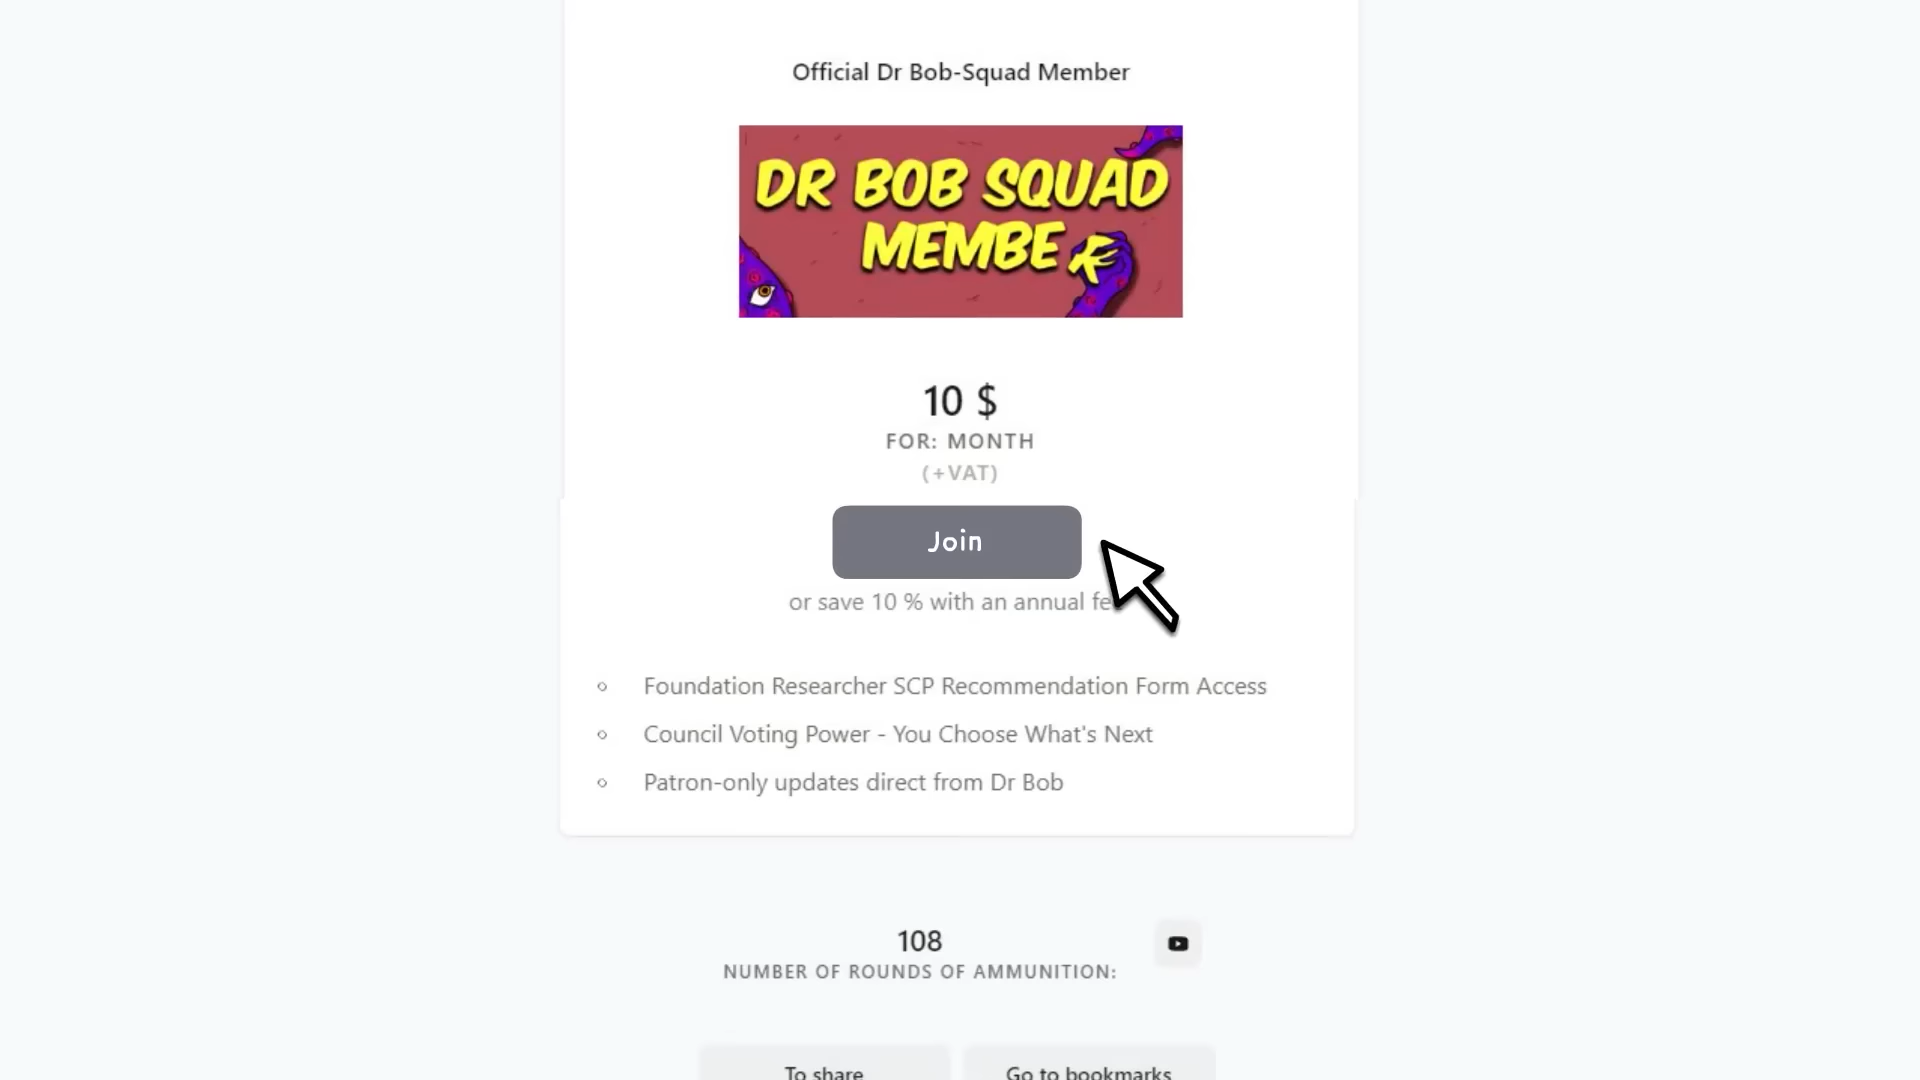 Official Dr Bob-Squad Member
DR BOB SQUAD
MEMBER
10 $
FOR: MONTH
(+VAT)
Join
or save 10 % with an annual
Foundation Researcher SCP Recommendation Form Access
Council Voting Power - You Choose What's Next
Patron-only updates direct from Dr Bob
108
NUMBER OF ROUNDS OF AMMUNITION:
To share
Go to bookmarks